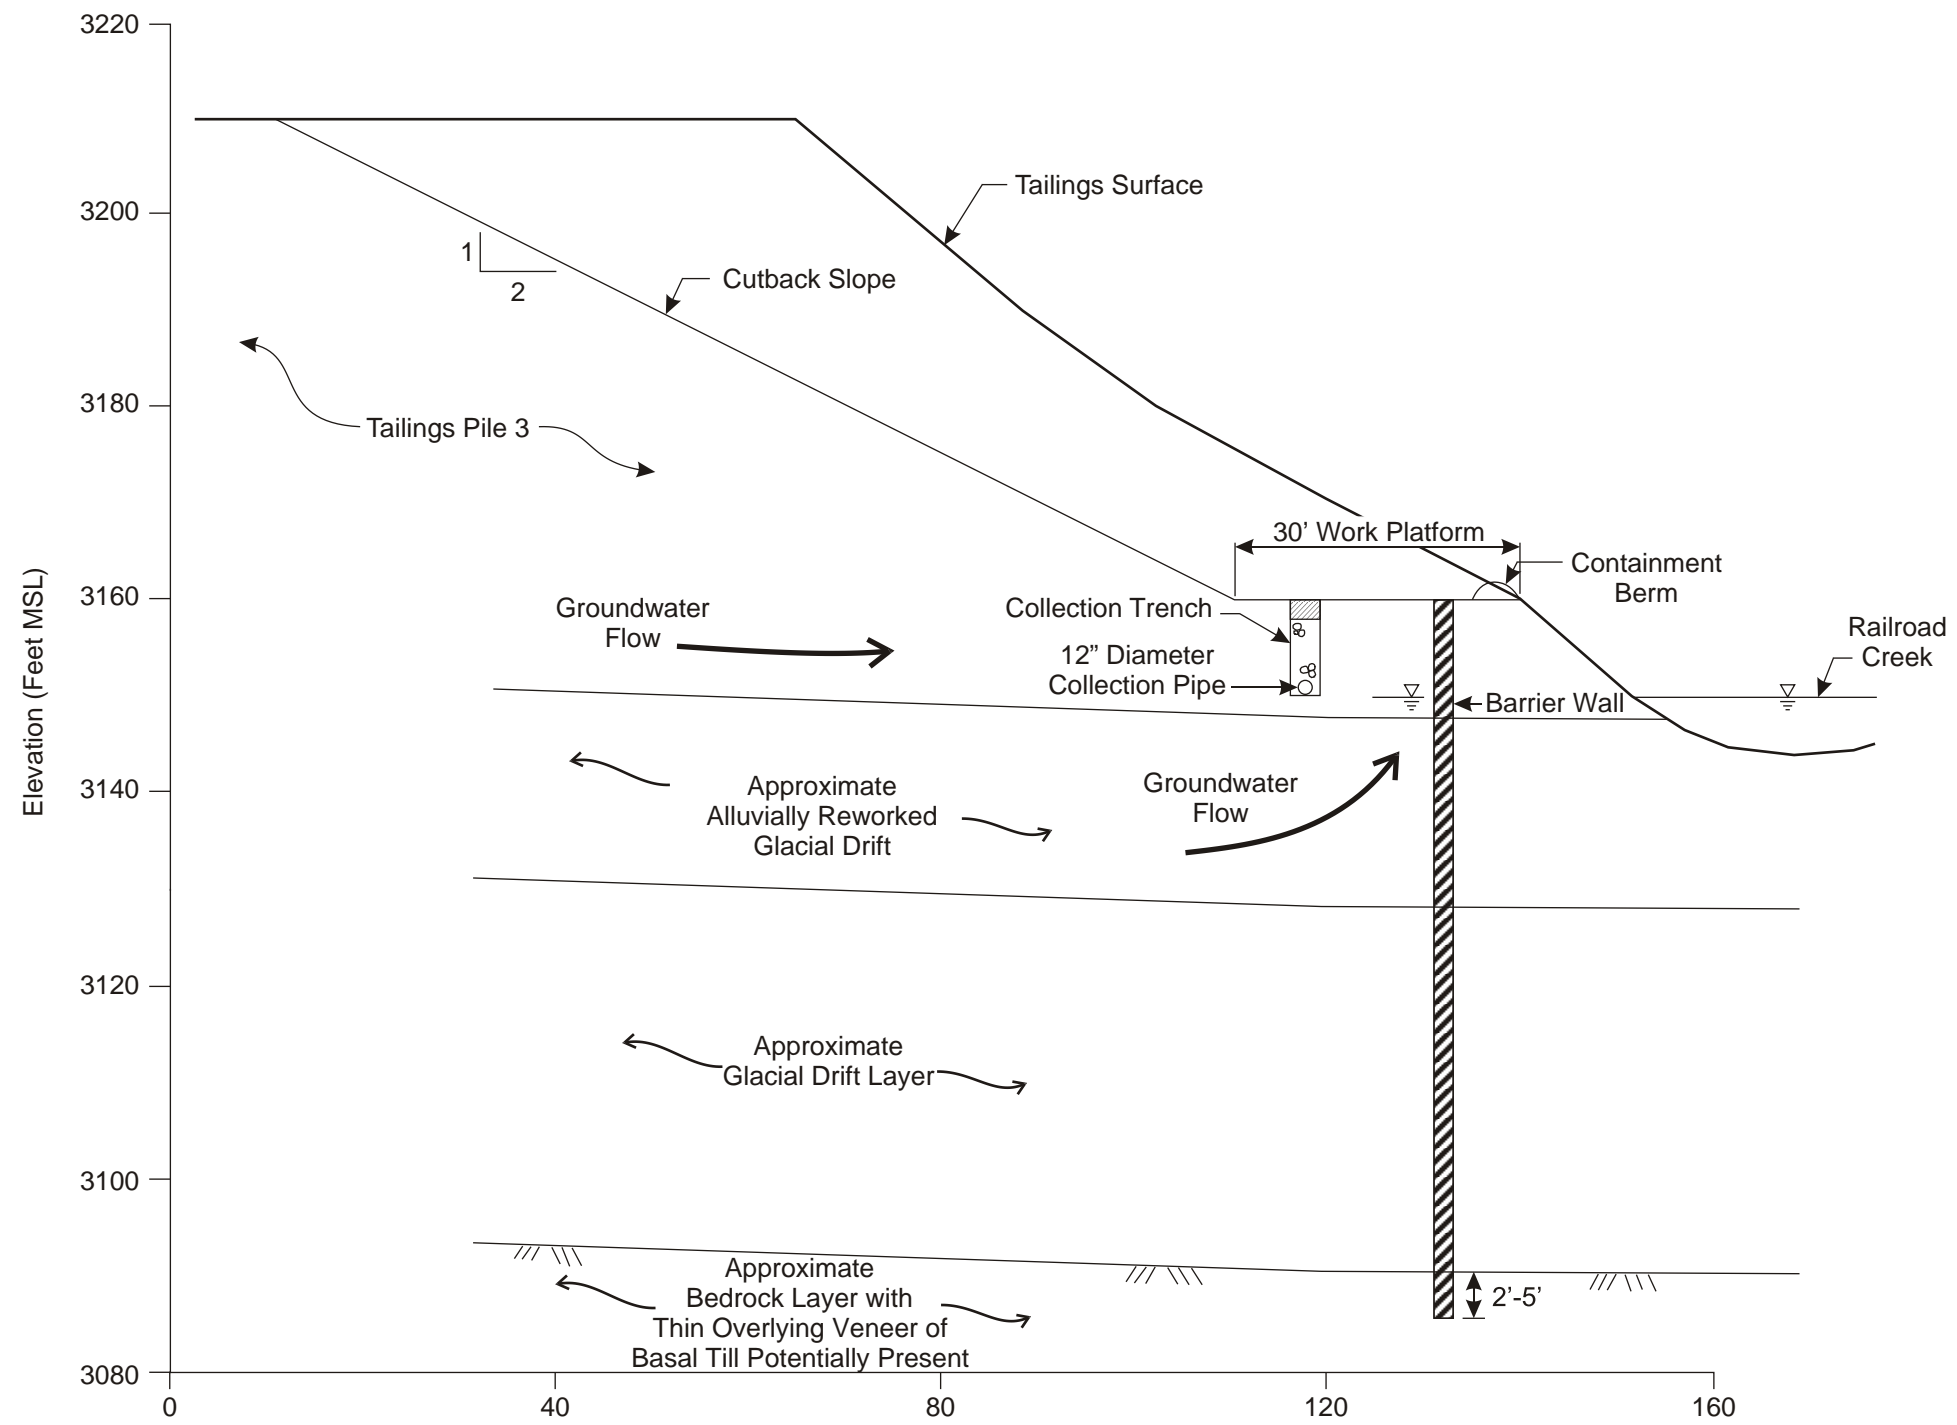 3220
3200
3180
3160
3140
3120
3100
3080
Elevation (Feet MSL)
Tailings Surface
1
2
Cutback Slope
Tailings Pile 3
30’ Work Platform
Containment
Berm
Groundwater
Flow
Collection Trench
12” Diameter
Collection Pipe
Railroad
Creek
Barrier Wall
Approximate
Alluvially Reworked
Glacial Drift
Groundwater
Flow
Approximate
Glacial Drift Layer
Approximate
Bedrock Layer with
Thin Overlying Veneer of
Basal Till Potentially Present
2’-5’
0
40
80
120
160